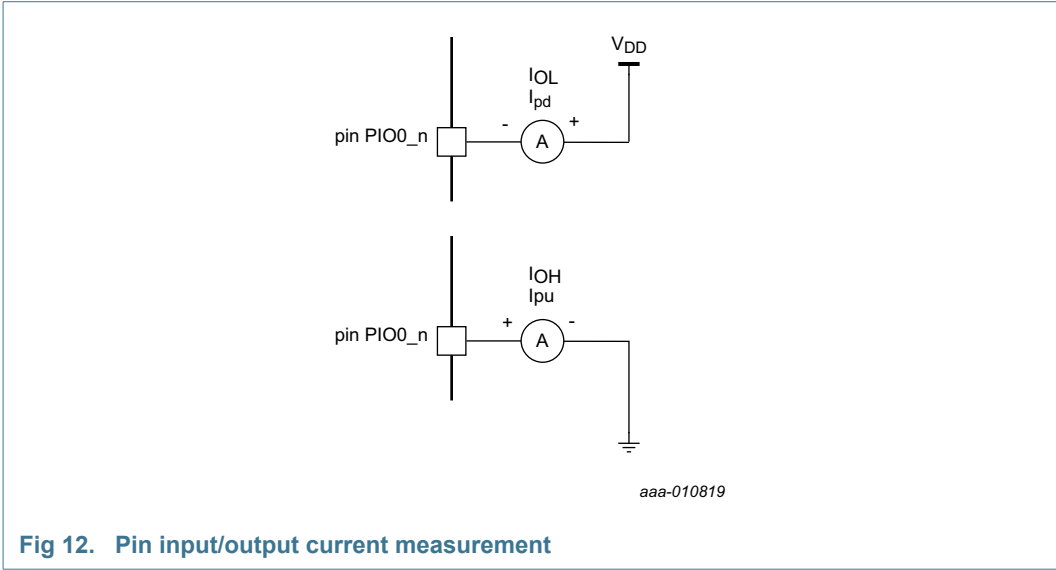 VDD
IOL
Ipd
- +
pin PIO0_n
A
IOH
Ipu
+ -
pin PIO0_n
A
aaa-010819
Fig 12. Pin input/output current measurement